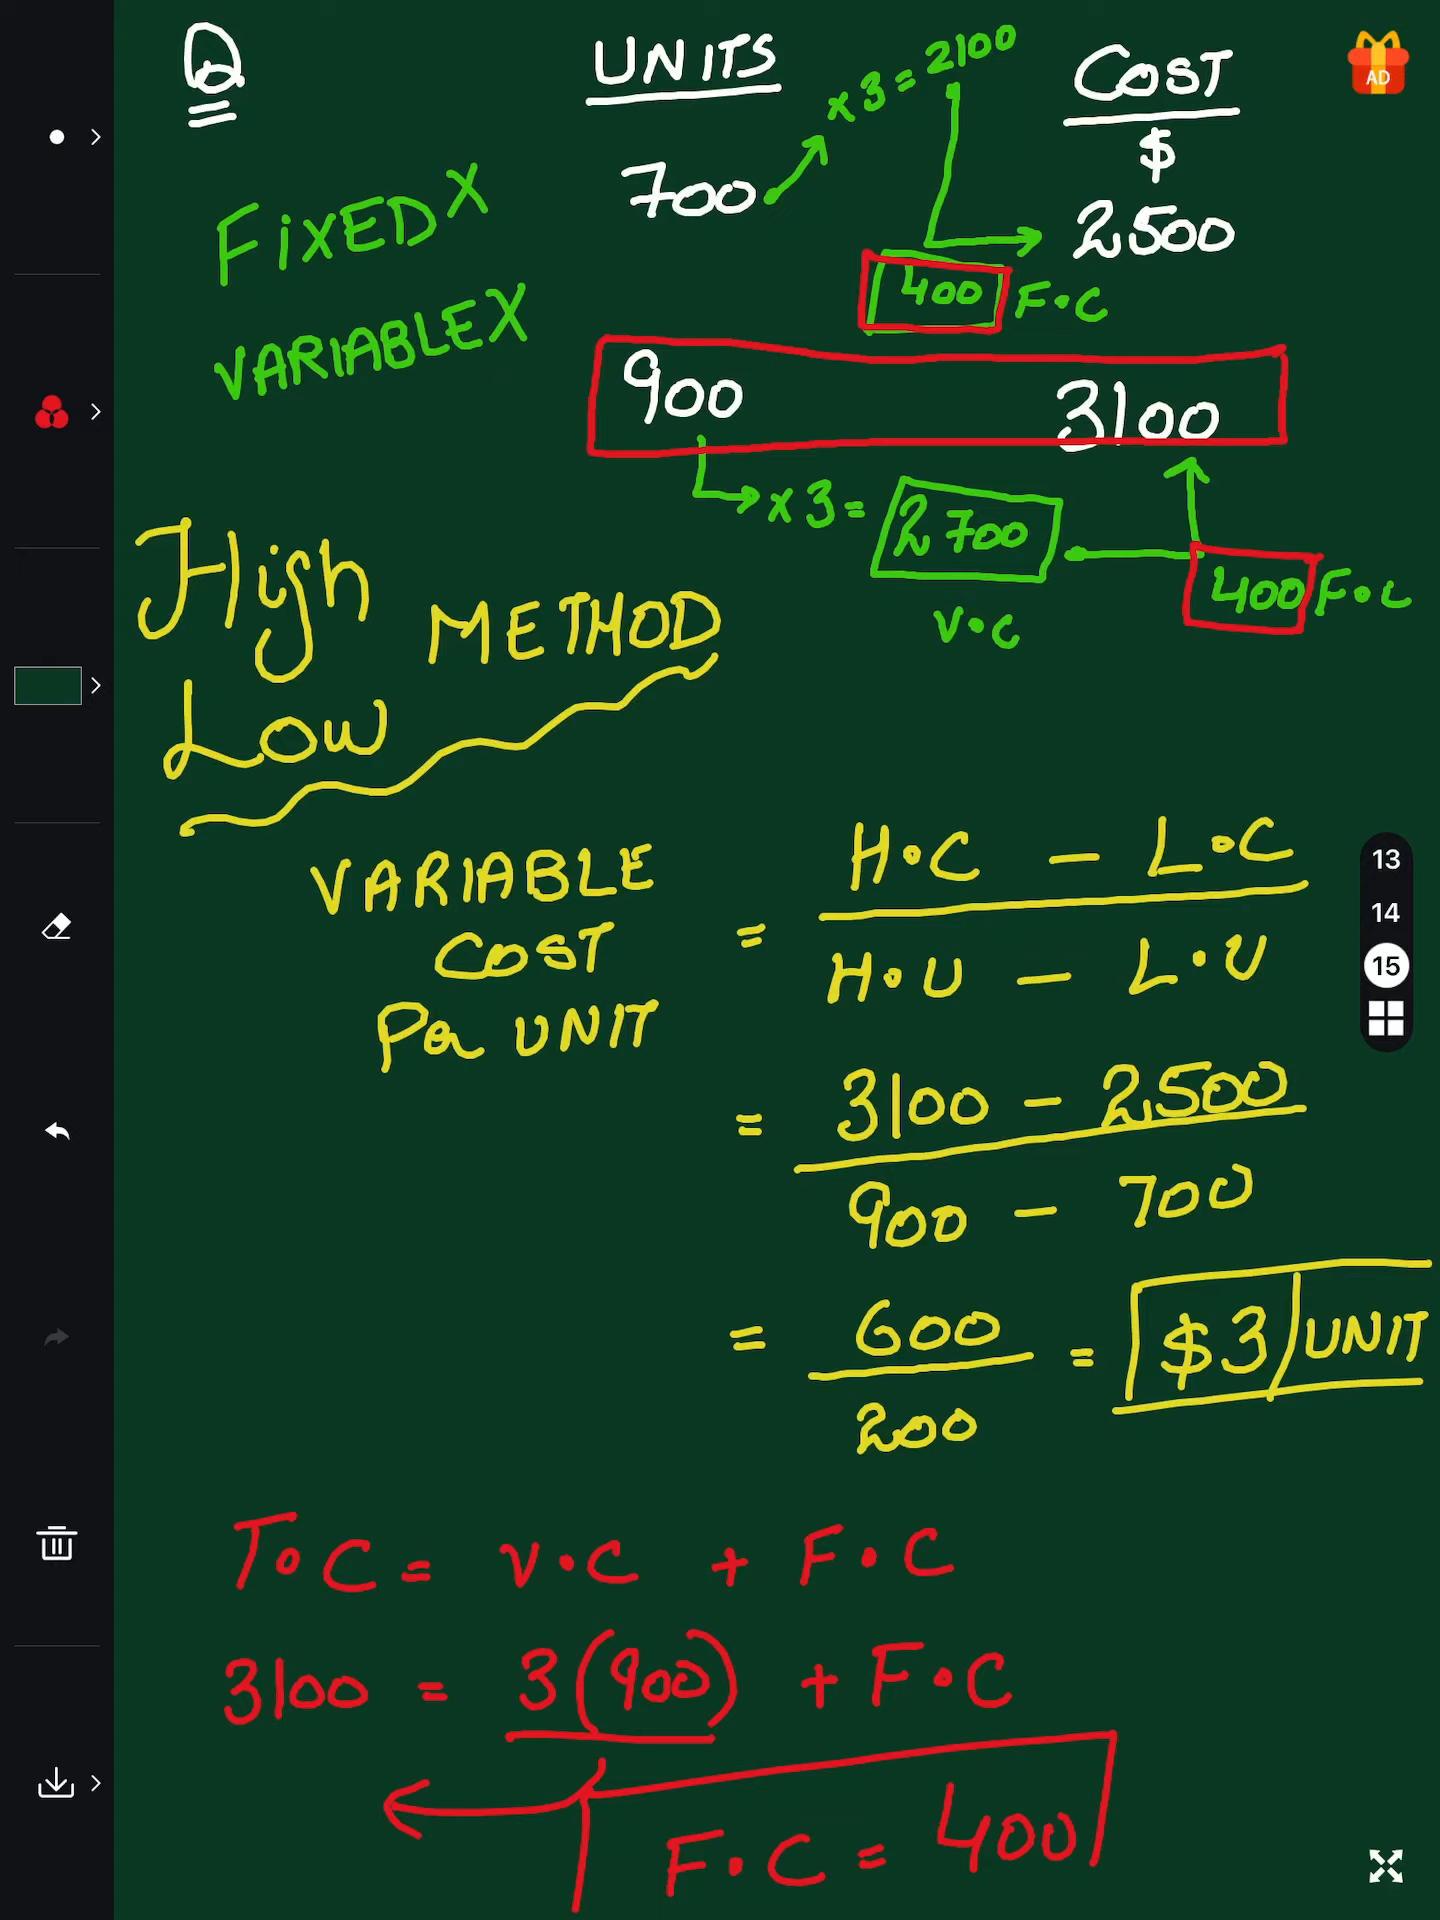 Q UNITS x3 = 2100 COST
$
700 2500
FiXED X
400 F.C
VARIABLE X
900 3100
x3 = 2700 400 F.C
V.C
High
Low METHOD
VARIABLE COST Per UNIT = H.C - L.C
H.U - L.U
= 3100 - 2500
900 - 700
= 600 = $3/UNIT
200
T.C = V.C + F.C
3100 = 3(900) + F.C
F.C = 400
AD
13
14
15